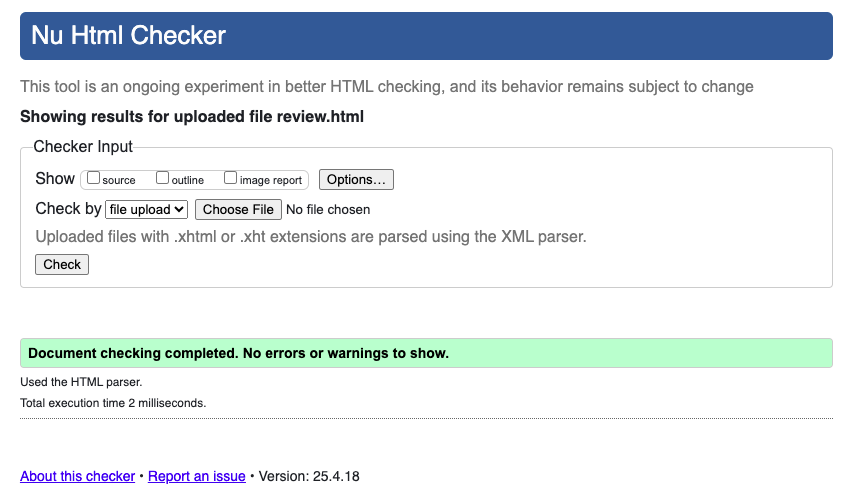 Nu Html Checker
This tool is an ongoing experiment in better HTML checking, and its behavior remains subject to change
Showing results for uploaded file review.html
Checker Input
Show source outline image report Options…
Check by file upload Choose File No file chosen
Uploaded files with .xhtml or .xht extensions are parsed using the XML parser.
Check
Document checking completed. No errors or warnings to show.
Used the HTML parser.
Total execution time 2 milliseconds.
About this checker • Report an issue • Version: 25.4.18